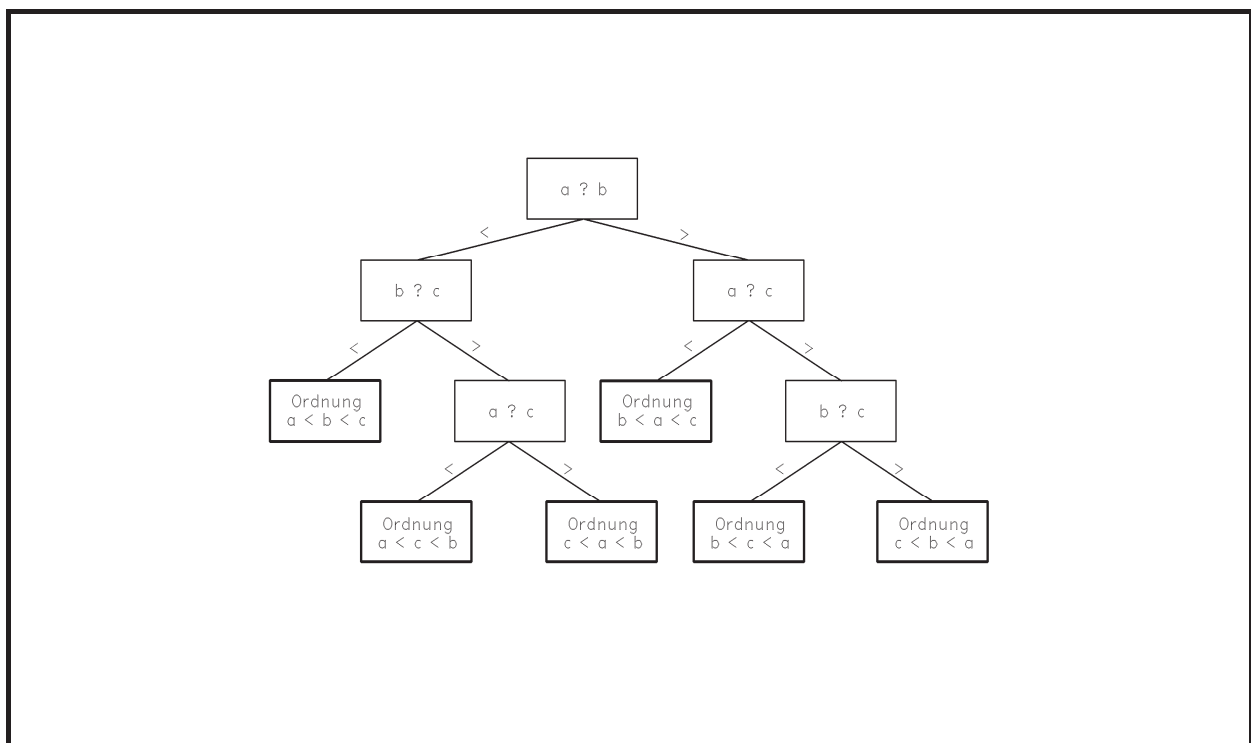 a ? b
<
>
b ? c
a ? c
<
>
<
>
Ordnung
a < b < c
a ? c
Ordnung
b < a < c
b ? c
<
>
<
>
Ordnung
a < c < b
Ordnung
c < a < b
Ordnung
b < c < a
Ordnung
c < b < a